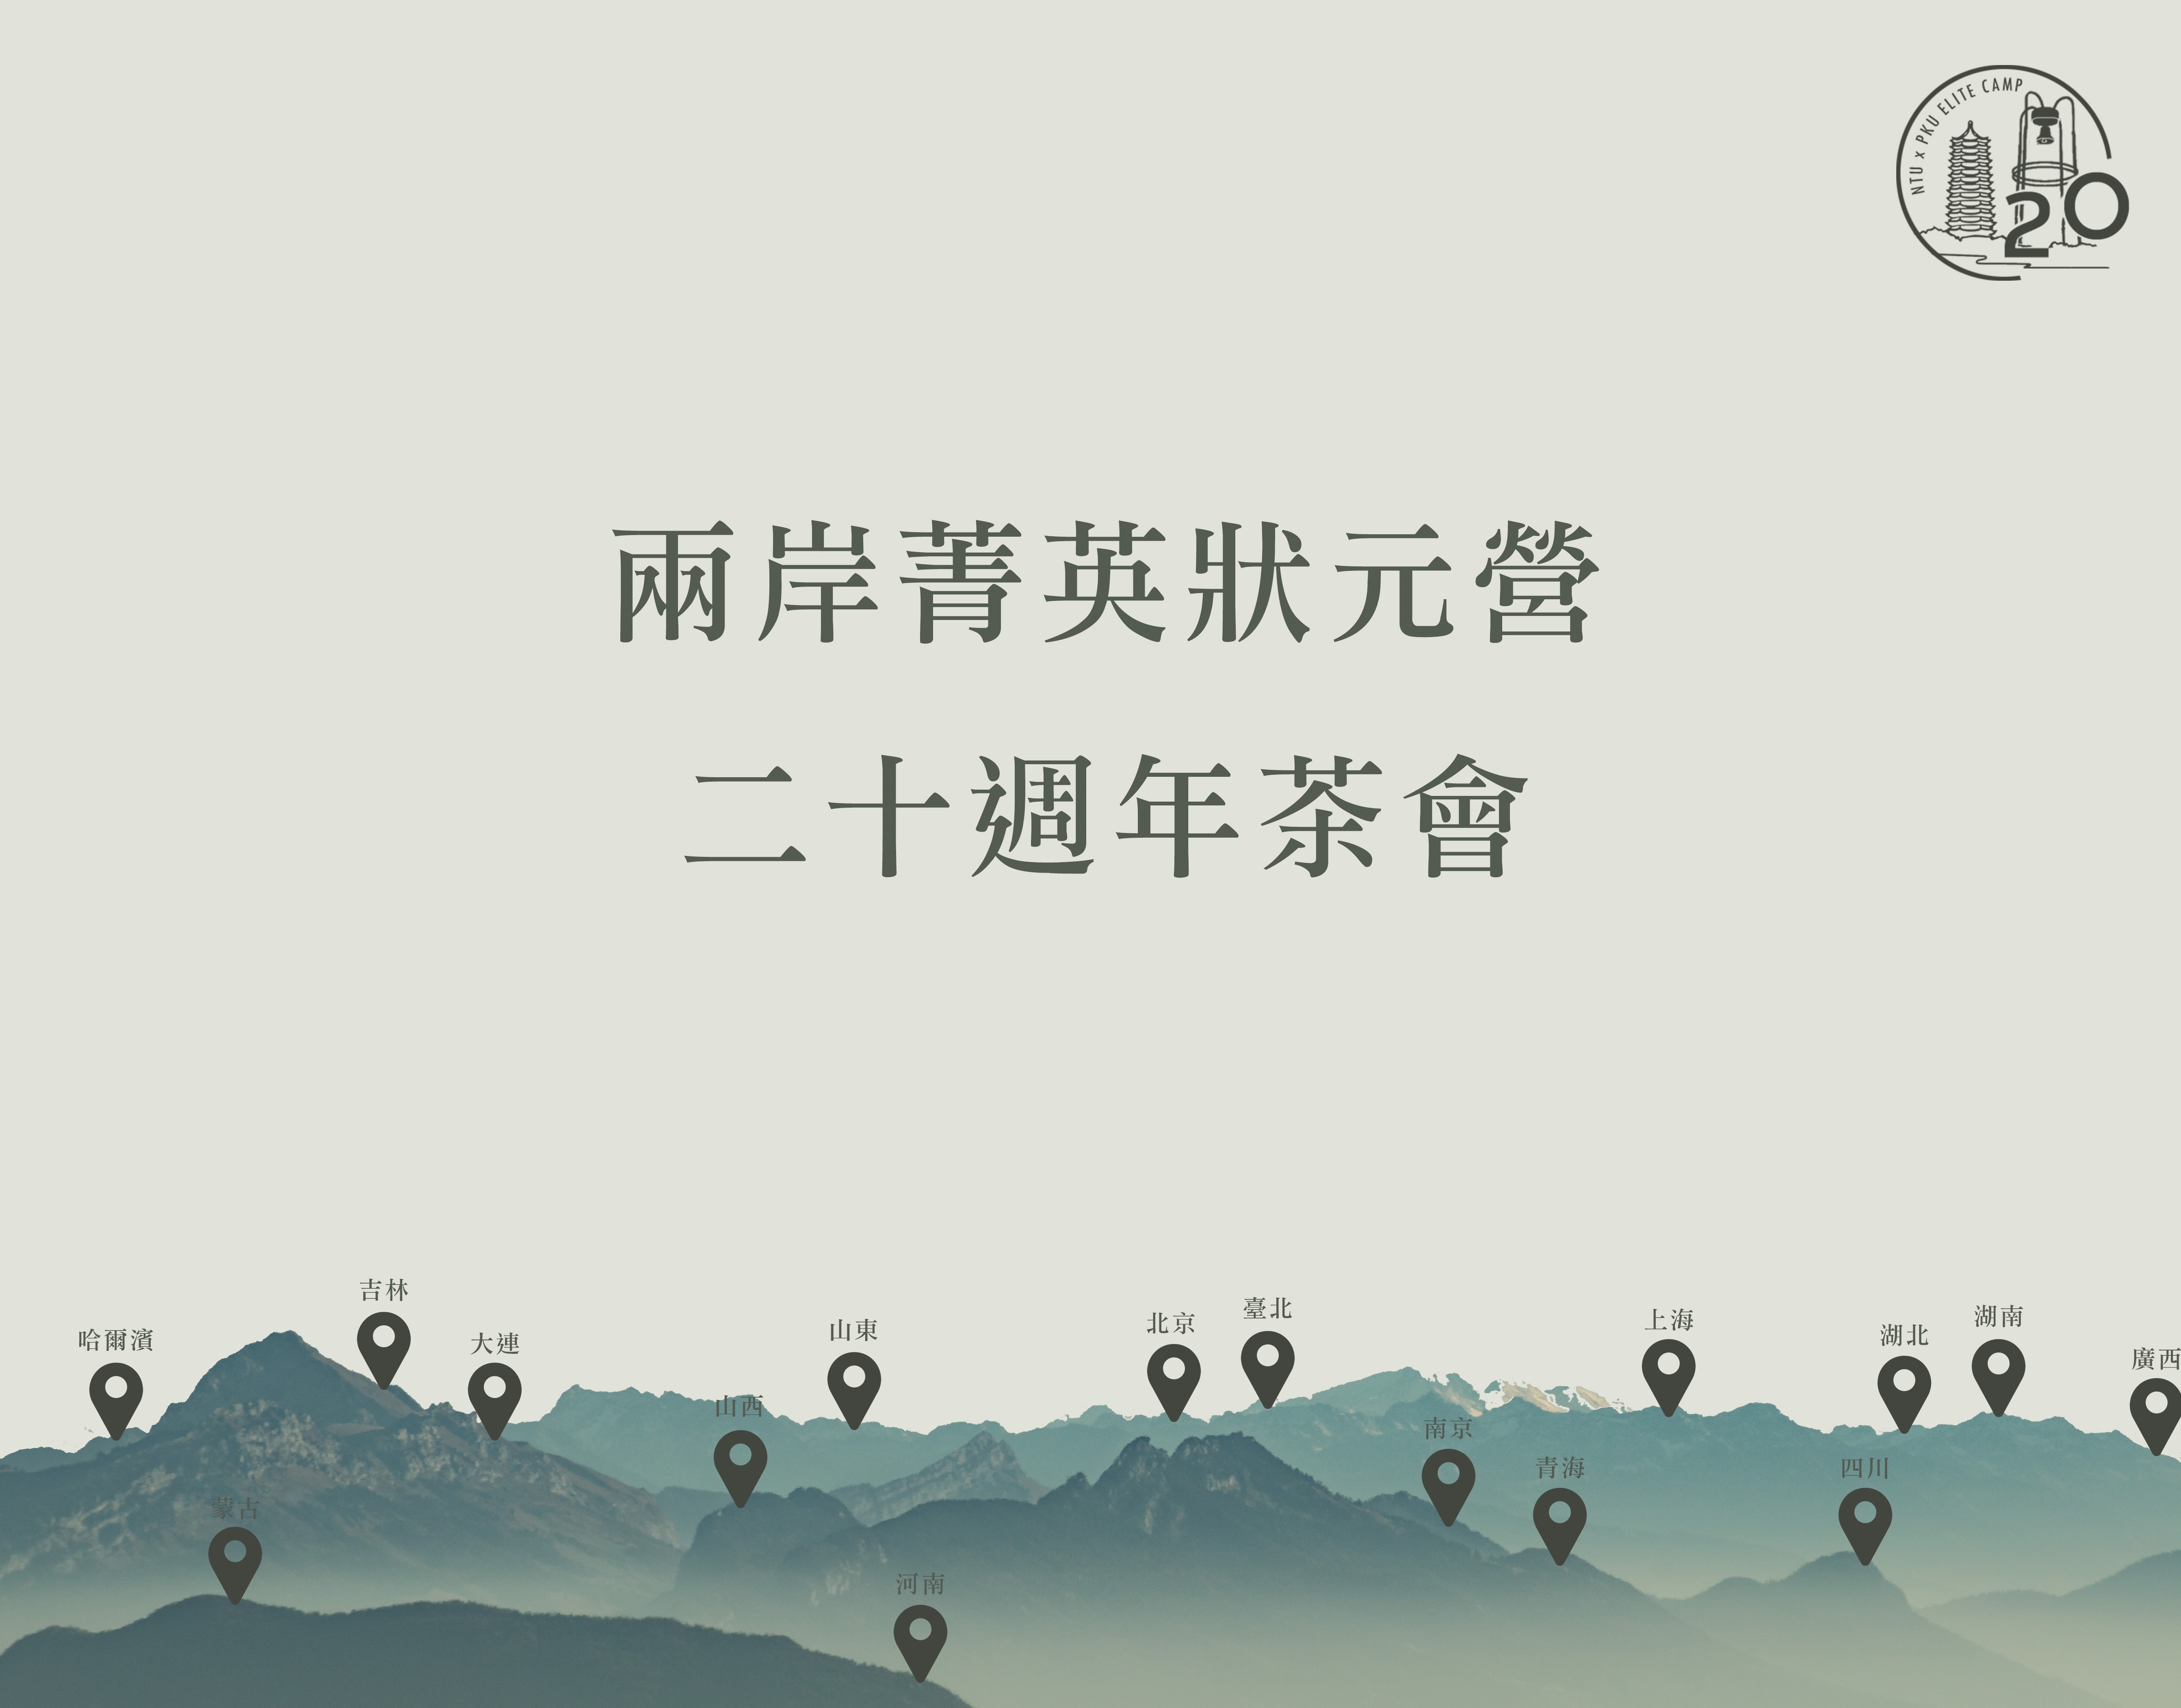 NTU x PKU ELITE CAMP
20
兩岸菁英狀元營
二十週年茶會
吉林
臺北
湖南
上海
北京
山東
湖北
哈爾濱
大連
廣西
山西
南京
青海
四川
蒙古
河南